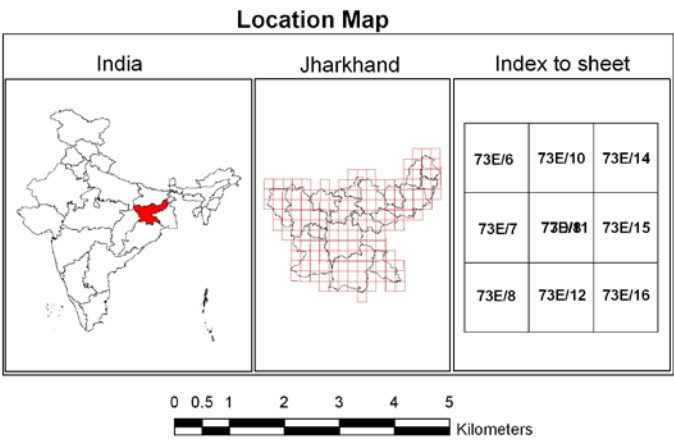 Location Map
India
Jharkhand
Index to sheet
73E/6 73E/10 73E/14
73E/7 73E/15
73E/8 73E/12 73E/16
0 0.5 1 2 3 4 5
Kilometers